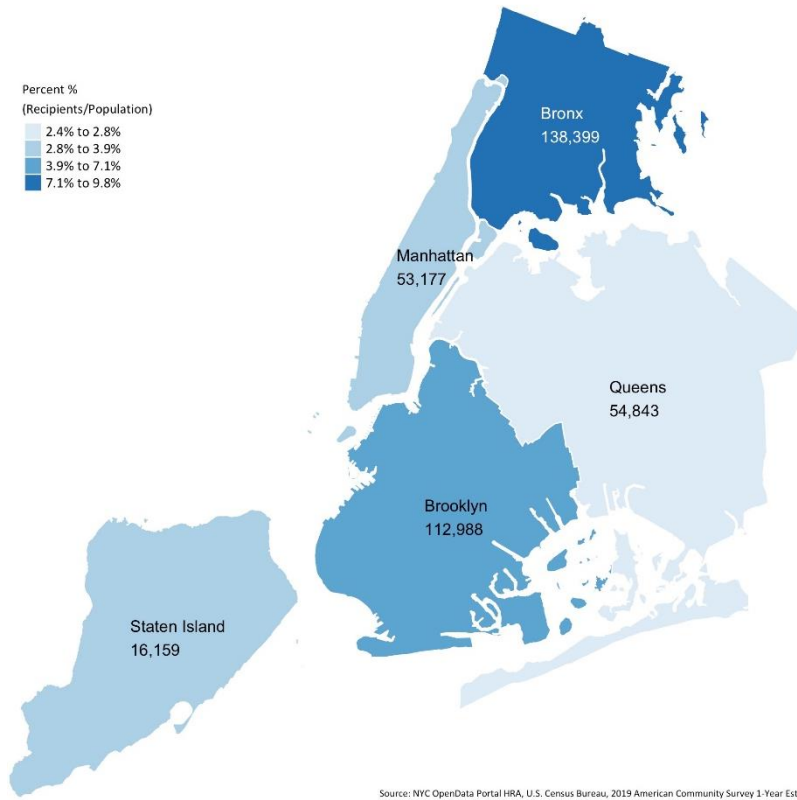 Percent %
(Recipients/Population)
2.4% to 2.8%
2.8% to 3.9%
3.9% to 7.1%
7.1% to 9.8%
Bronx
138,399
Manhattan
53,177
Queens
54,843
Brooklyn
112,988
Staten Island
16,159
Source: NYC OpenData Portal HRA, U.S. Census Bureau, 2019 American Community Survey 1-Year Est